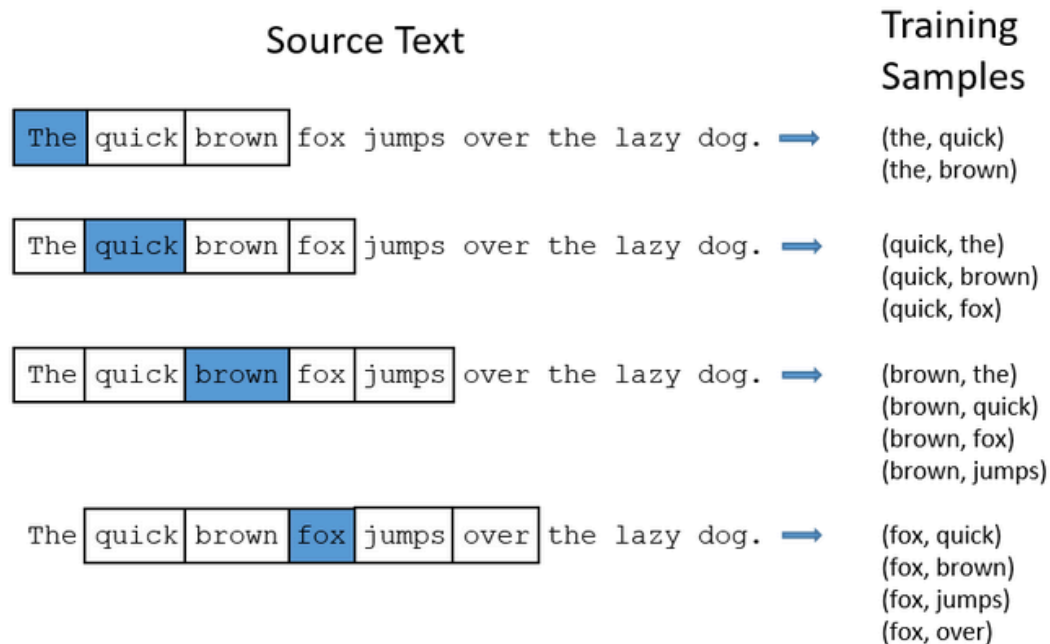 Source Text
Training
Samples
The quick brown fox jumps over the lazy dog.
(the, quick)
(the, brown)
The quick brown fox jumps over the lazy dog.
(quick, the)
(quick, brown)
(quick, fox)
The quick brown fox jumps over the lazy dog.
(brown, the)
(brown, quick)
(brown, fox)
(brown, jumps)
The quick brown fox jumps over the lazy dog.
(fox, quick)
(fox, brown)
(fox, jumps)
(fox, over)